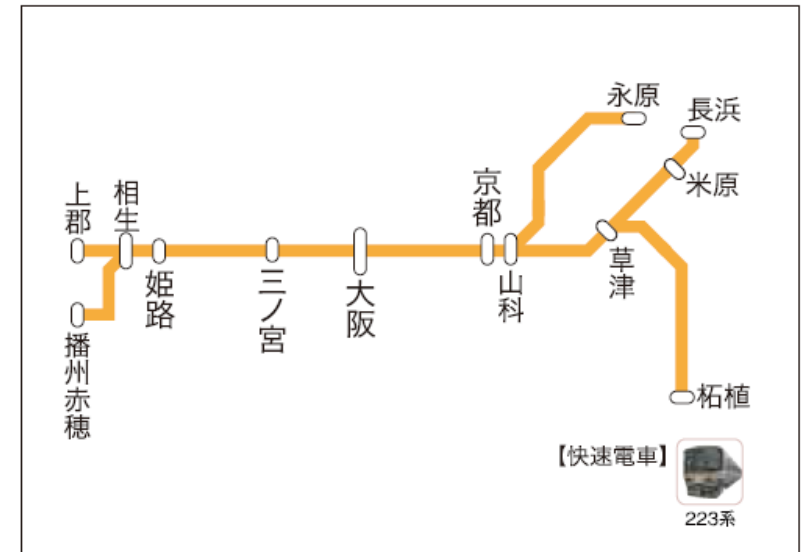 永原
長浜
米原
京都
上郡
相生
姫路
三ノ宮
大阪
山科
草津
播州赤穂
柘植
【快速電車】
223系